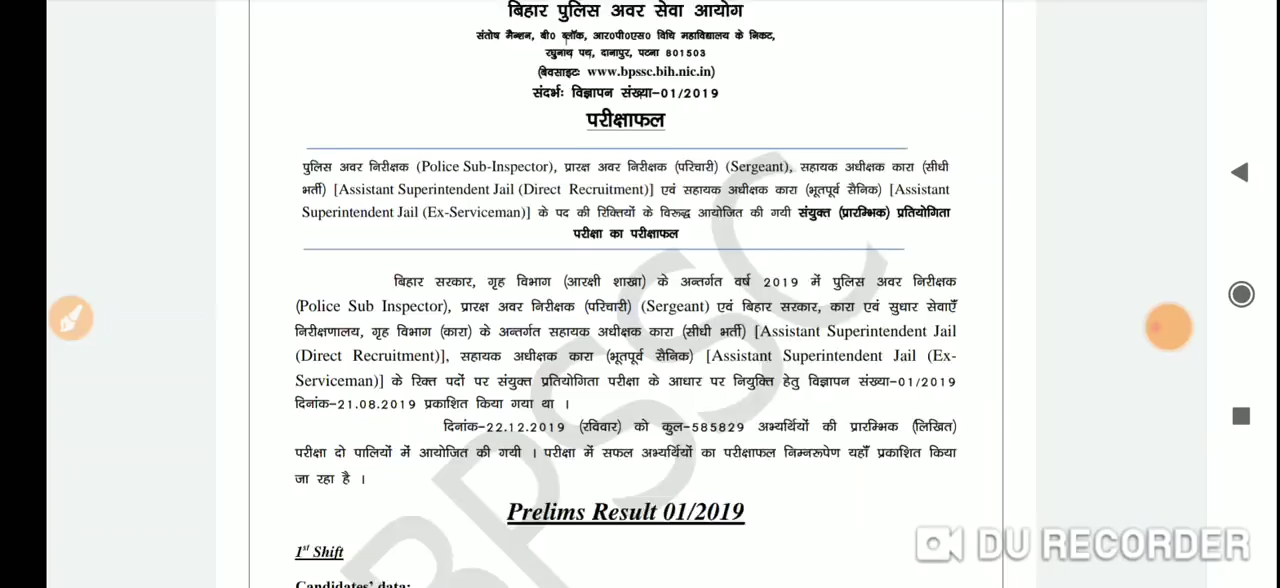 बिहार पुलिस अवर सेवा आयोग
संतोष मैन्शन, बी० ब्लॉक, आर०पी०एस० विधि महाविद्यालय के निकट,
रघुनाथ पथ, दानापुर, पटना 801503
(वेवसाइटः www.bpssc.bih.nic.in)
संदर्भः विज्ञापन संख्या-01/2019
परीक्षाफल
पुलिस अवर निरीक्षक (Police Sub-Inspector), प्रारक्ष अवर निरीक्षक (परिचारी) (Sergeant), सहायक अधीक्षक कारा (सीधी
भर्ती) [Assistant Superintendent Jail (Direct Recruitment)] एवं सहायक अधीक्षक कारा (भूतपूर्व सैनिक) [Assistant
Superintendent Jail (Ex-Serviceman)] के पद की रिक्तियों के विरूद्ध आयोजित की गयी संयुक्त (प्रारम्भिक) प्रतियोगिता
परीक्षा का परीक्षाफल
बिहार सरकार, गृह विभाग (आरक्षी शाखा) के अन्तर्गत वर्ष 2019 में पुलिस अवर निरीक्षक
(Police Sub Inspector), प्रारक्ष अवर निरीक्षक (परिचारी) (Sergeant) एवं बिहार सरकार, कारा एवं सुधार सेवाएँ
निरीक्षणालय, गृह विभाग (कारा) के अन्तर्गत सहायक अधीक्षक कारा (सीधी भर्ती) [Assistant Superintendent Jail
(Direct Recruitment)], सहायक अधीक्षक कारा (भूतपूर्व सैनिक) [Assistant Superintendent Jail (Ex-
Serviceman)] के रिक्त पदों पर संयुक्त प्रतियोगिता परीक्षा के आधार पर नियुक्ति हेतु विज्ञापन संख्या-01/2019
दिनांक-21.08.2019 प्रकाशित किया गया था ।
दिनांक-22.12.2019 (रविवार) को कुल-585829 अभ्यर्थियों की प्रारम्भिक (लिखित)
परीक्षा दो पालियों में आयोजित की गयी । परीक्षा में सफल अभ्यर्थियों का परीक्षाफल निम्नरूपेण यहाँ प्रकाशित किया
जा रहा है ।
Prelims Result 01/2019
1st Shift
Candidates' data:
BPSSC
DU RECORDER